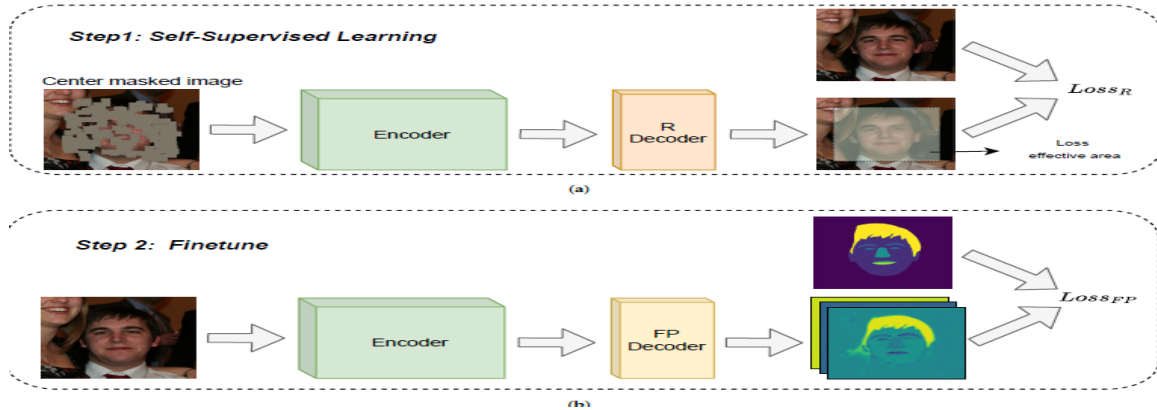 Step1: Self-Supervised Learning
Center masked image
Encoder
R
Decoder
Loss_R
Loss
effective area
(a)
Step 2: Finetune
Encoder
FP
Decoder
Loss_FP
(b)